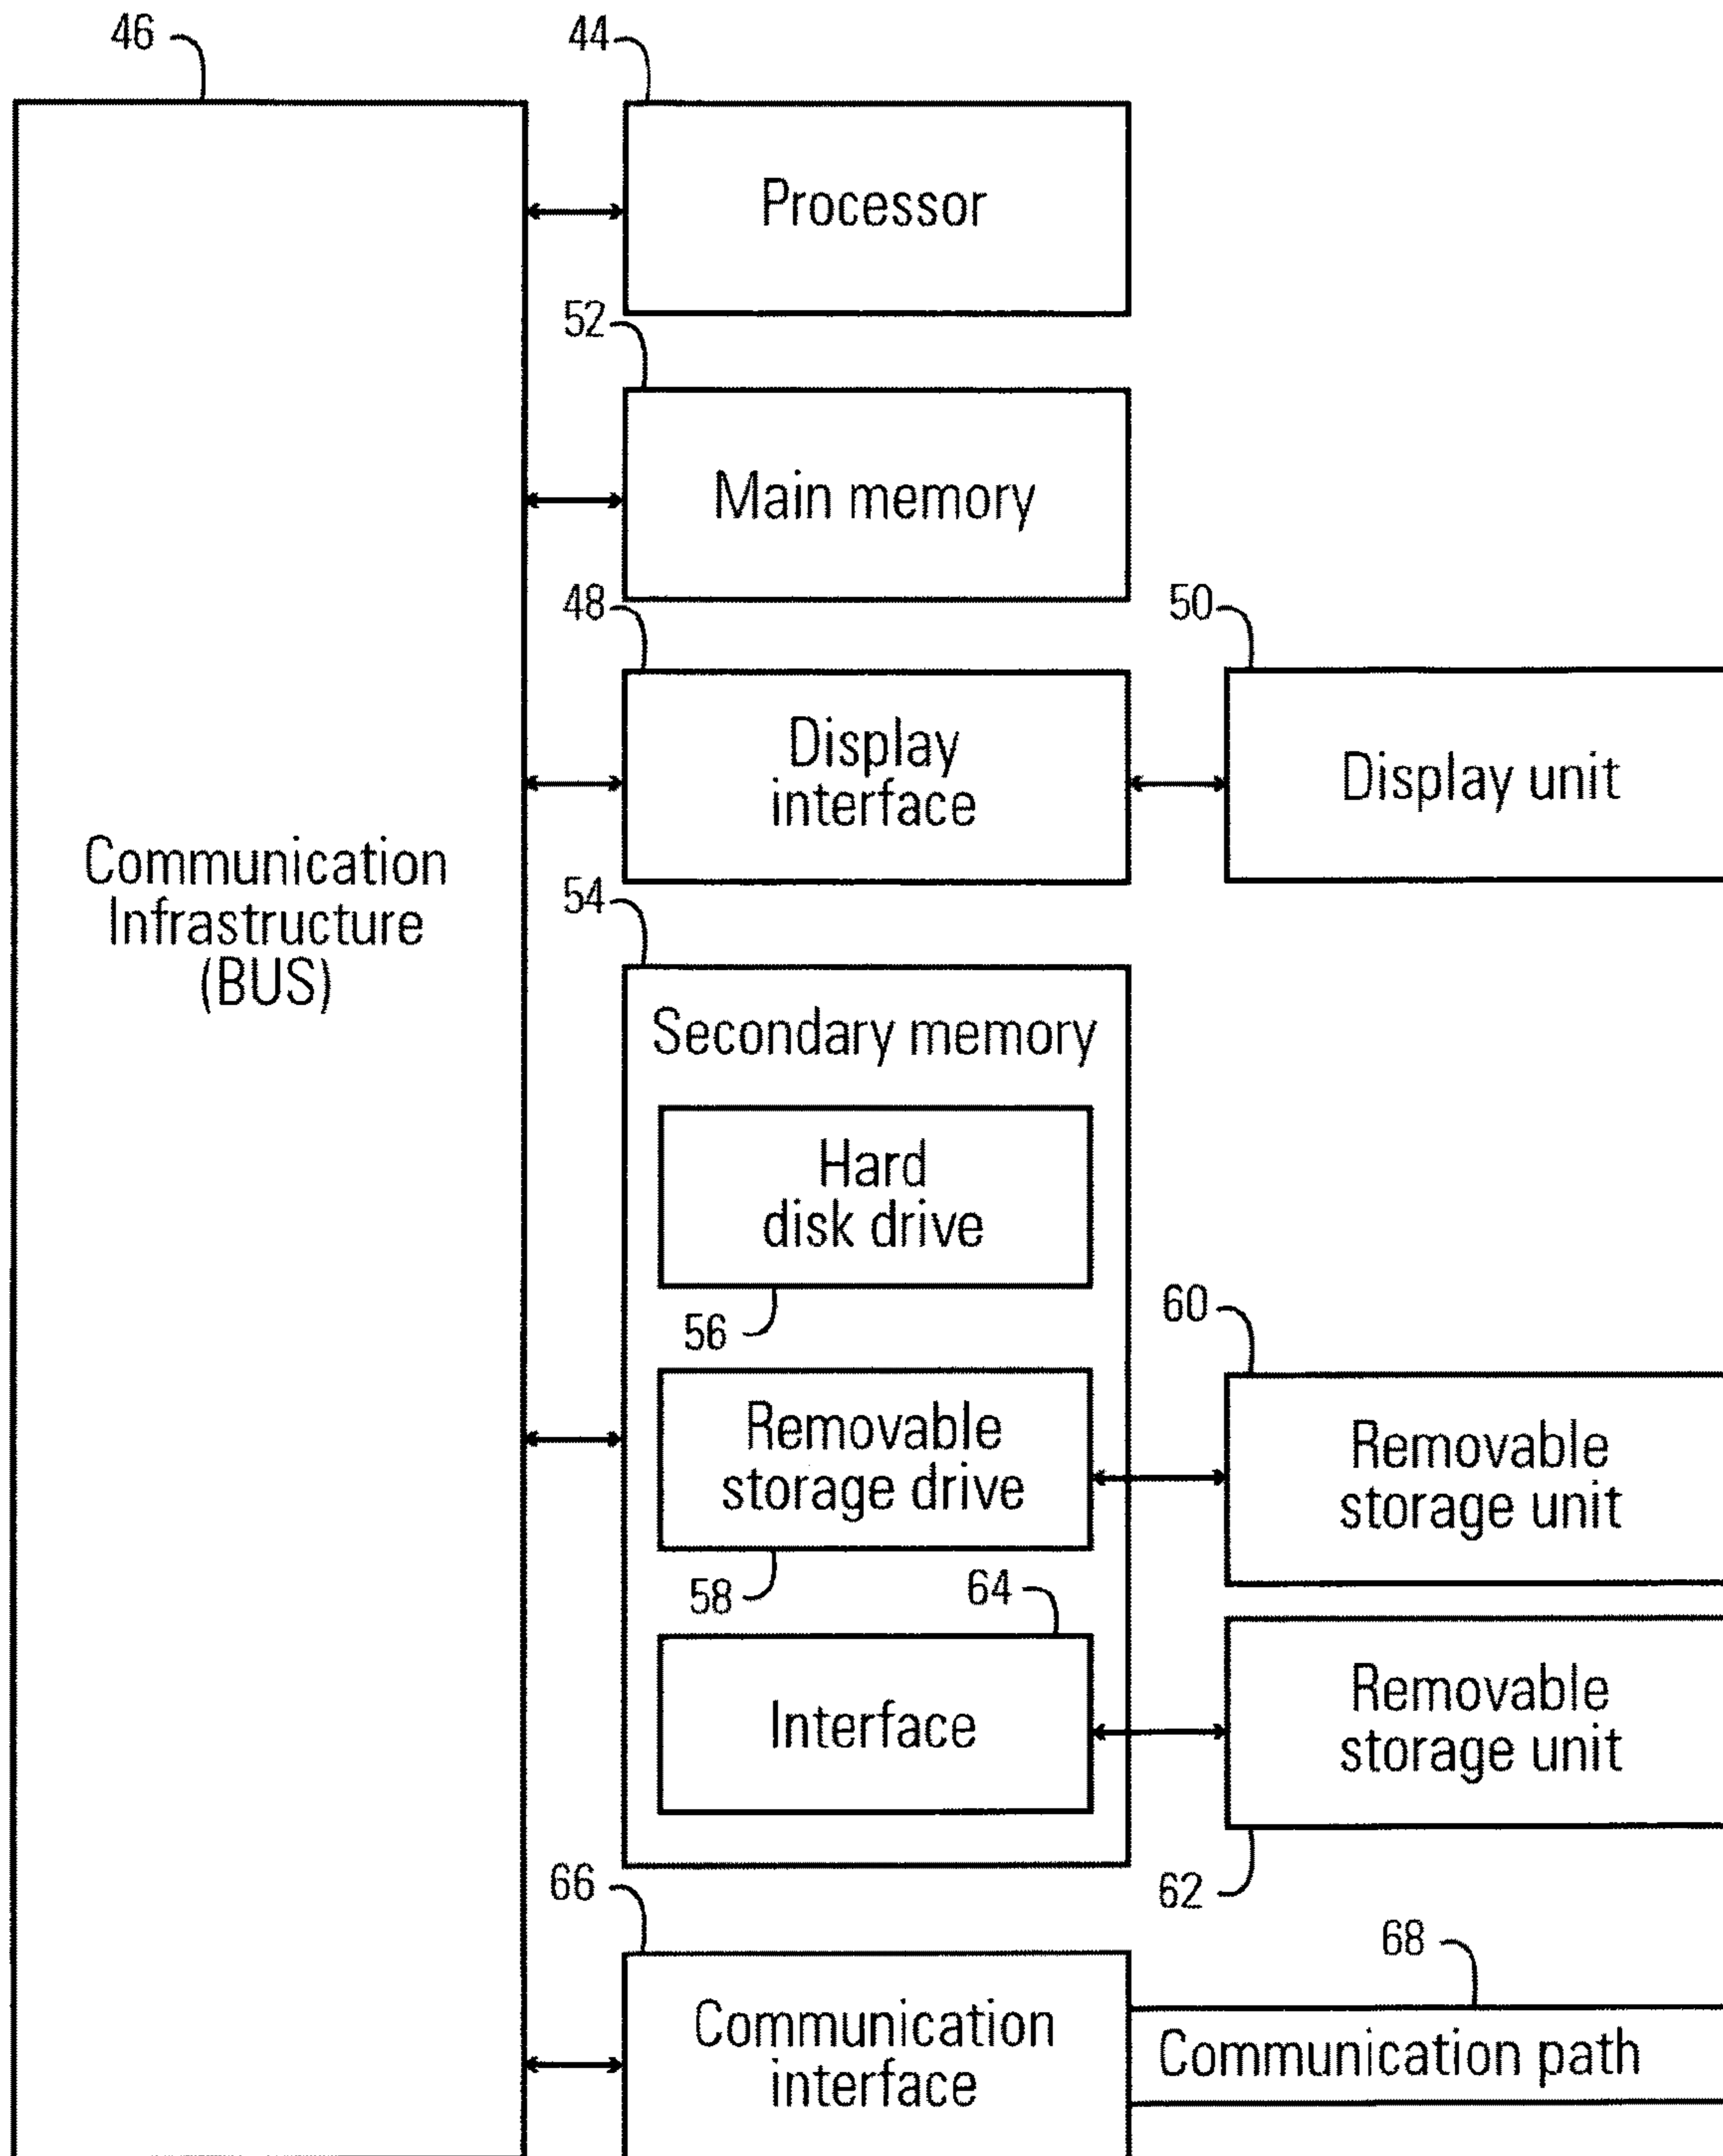 46
44
Processor
52
Main memory
48
50
Display
interface
Display unit
Communication
Infrastructure
(BUS)
54
Secondary memory
Hard
disk drive
56
60
Removable
storage drive
Removable
storage unit
58
64
Interface
Removable
storage unit
62
66
68
Communication
interface
Communication path